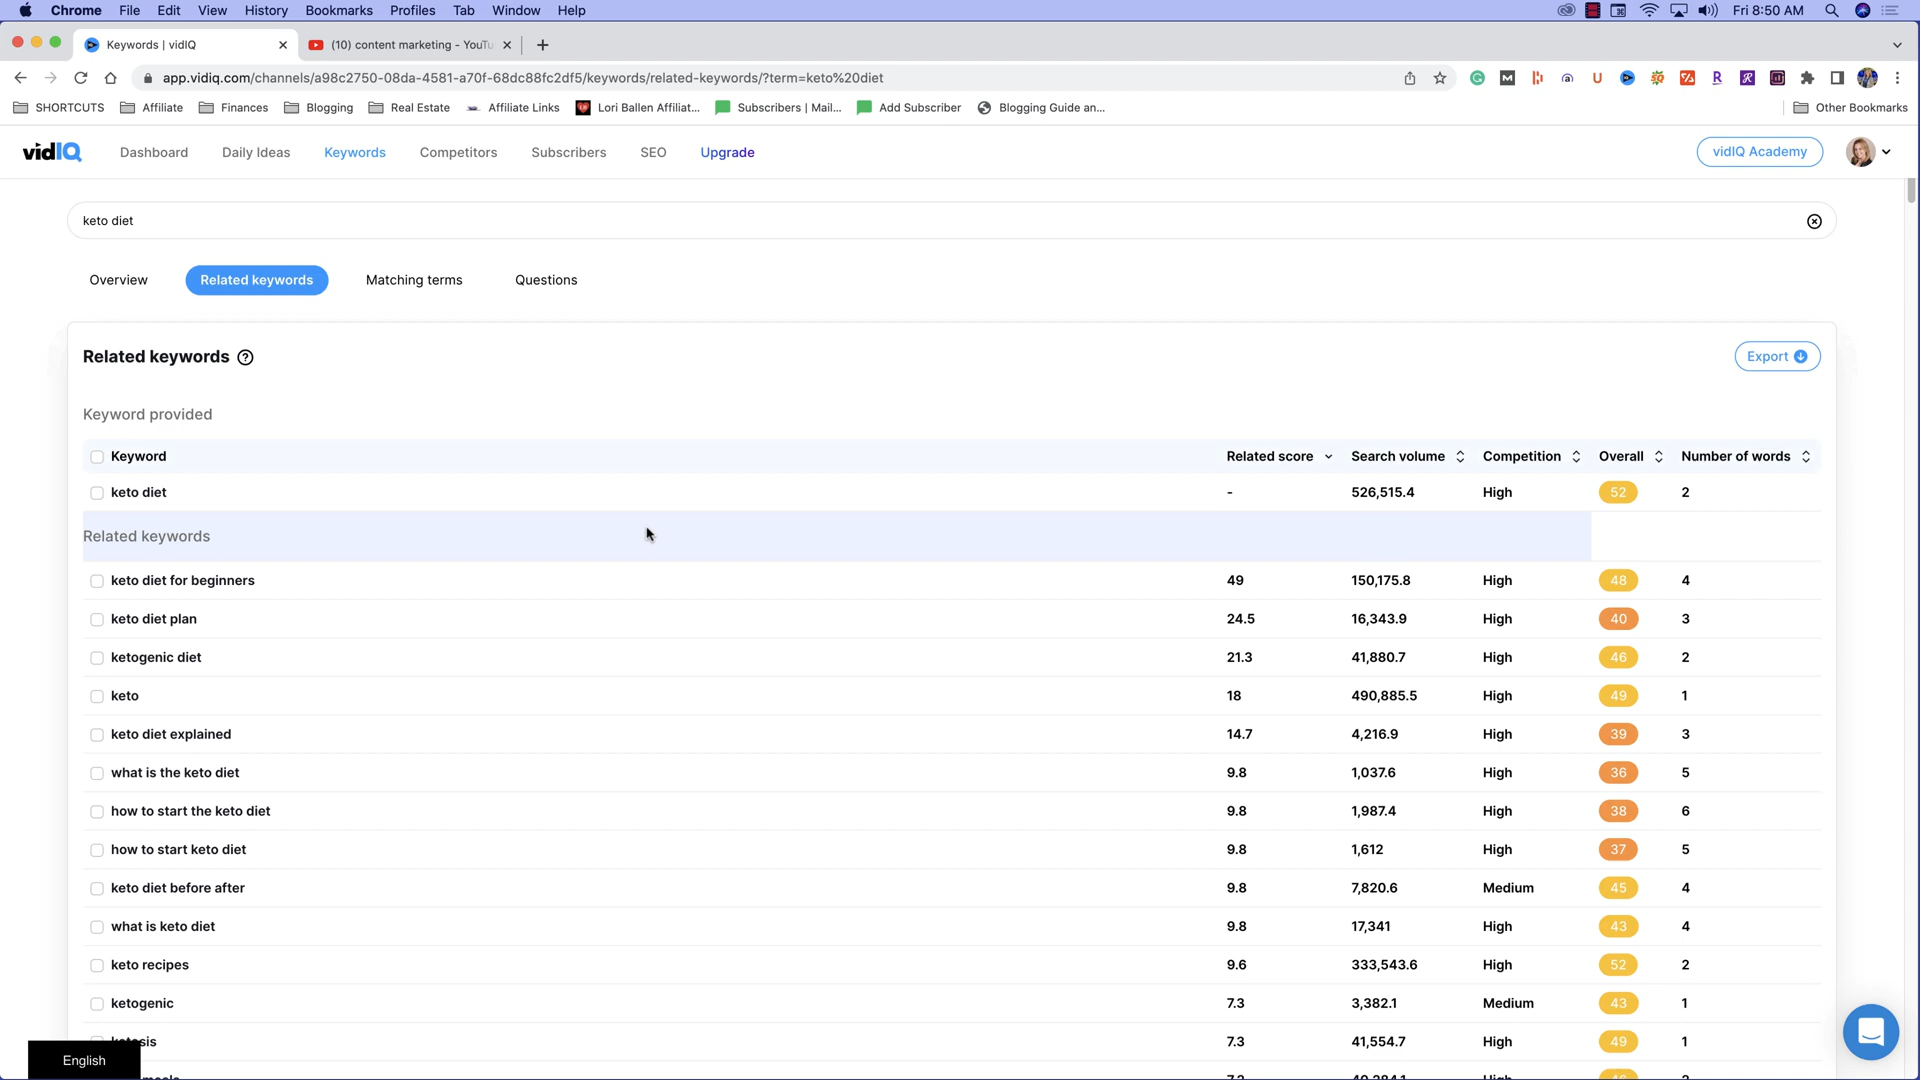 Chrome File Edit View History Bookmarks Profiles Tab Window Help Fri 8:50 AM
Keywords | vidIQ (10) content marketing - YouTu
app.vidiq.com/channels/a98c2750-08da-4581-a70f-68dc88fc2df5/keywords/related-keywords/?term=keto%20diet
SHORTCUTS Affiliate Finances Blogging Real Estate Affiliate Links Lori Ballen Affiliat... Subscribers | Mail... Add Subscriber Blogging Guide an... Other Bookmarks
vidIQ Dashboard Daily Ideas Keywords Competitors Subscribers SEO Upgrade vidIQ Academy
keto diet
Overview Related keywords Matching terms Questions
Related keywords Export
Keyword provided
Keyword Related score Search volume Competition Overall Number of words
keto diet - 526,515.4 High 52 2
Related keywords
keto diet for beginners 49 150,175.8 High 48 4
keto diet plan 24.5 16,343.9 High 40 3
ketogenic diet 21.3 41,880.7 High 46 2
keto 18 490,885.5 High 49 1
keto diet explained 14.7 4,216.9 High 39 3
what is the keto diet 9.8 1,037.6 High 36 5
how to start the keto diet 9.8 1,987.4 High 38 6
how to start keto diet 9.8 1,612 High 37 5
keto diet before after 9.8 7,820.6 Medium 45 4
what is keto diet 9.8 17,341 High 43 4
keto recipes 9.6 333,543.6 High 52 2
ketogenic 7.3 3,382.1 Medium 43 1
7.3 41,554.7 High 49 1
English